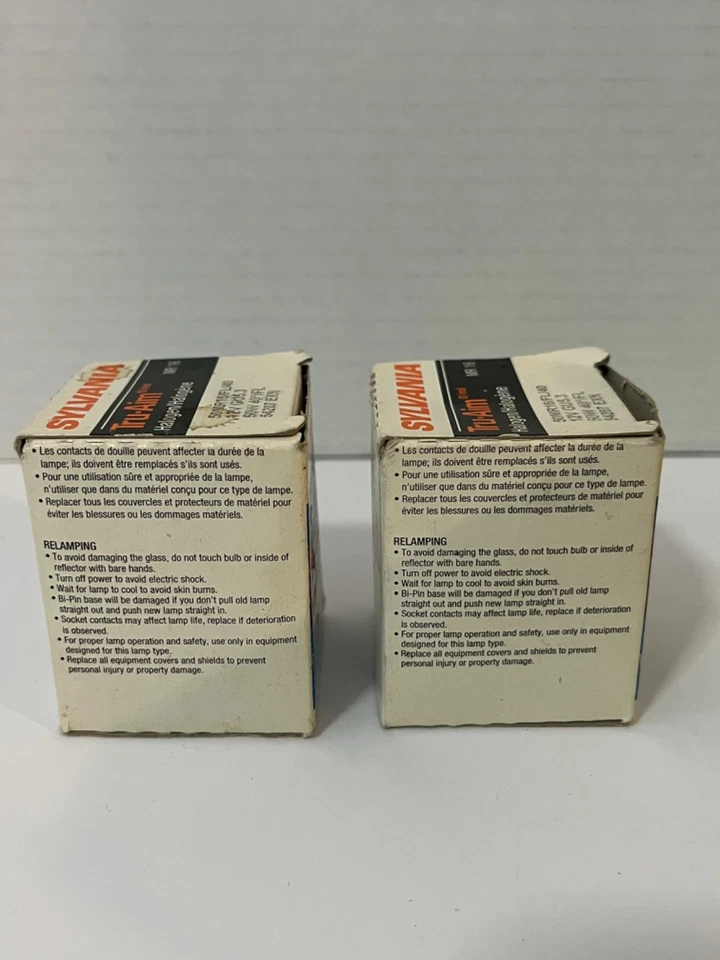 SYLVANIA
Tru-Aim
MR 16
halogen/halogène
12V GX5.3
54207 EXN
• Les contacts de douille peuvent affecter la durée de la
lampe; ils doivent être remplacés s'ils sont usés.
• Pour une utilisation sûre et appropriée de la lampe,
n'utiliser que dans du matériel conçu pour ce type de lampe.
• Replacer tous les couvercles et protecteurs de matériel pour
éviter les blessures ou les dommages matériels.
RELAMPING
• To avoid damaging the glass, do not touch bulb or inside of
reflector with bare hands.
• Turn off power to avoid electric shock.
• Wait for lamp to cool to avoid skin burns.
• Bi-Pin base will be damaged if you don't pull old lamp
straight out and push new lamp straight in.
• Socket contacts may affect lamp life, replace if deterioration
is observed.
• For proper lamp operation and safety, use only in equipment
designed for this lamp type.
• Replace all equipment covers and shields to prevent
personal injury or property damage.
SYLVANIA
Tru-Aim
MR 16
halogen/halogène
12V GX5.3
54207 EXN
• Les contacts de douille peuvent affecter la durée de la
lampe; ils doivent être remplacés s'ils sont usés.
• Pour une utilisation sûre et appropriée de la lampe,
n'utiliser que dans du matériel conçu pour ce type de lampe.
• Replacer tous les couvercles et protecteurs de matériel pour
éviter les blessures ou les dommages matériels.
RELAMPING
• To avoid damaging the glass, do not touch bulb or inside of
reflector with bare hands.
• Turn off power to avoid electric shock.
• Wait for lamp to cool to avoid skin burns.
• Bi-Pin base will be damaged if you don't pull old lamp
straight out and push new lamp straight in.
• Socket contacts may affect lamp life, replace if deterioration
is observed.
• For proper lamp operation and safety, use only in equipment
designed for this lamp type.
• Replace all equipment covers and shields to prevent
personal injury or property damage.